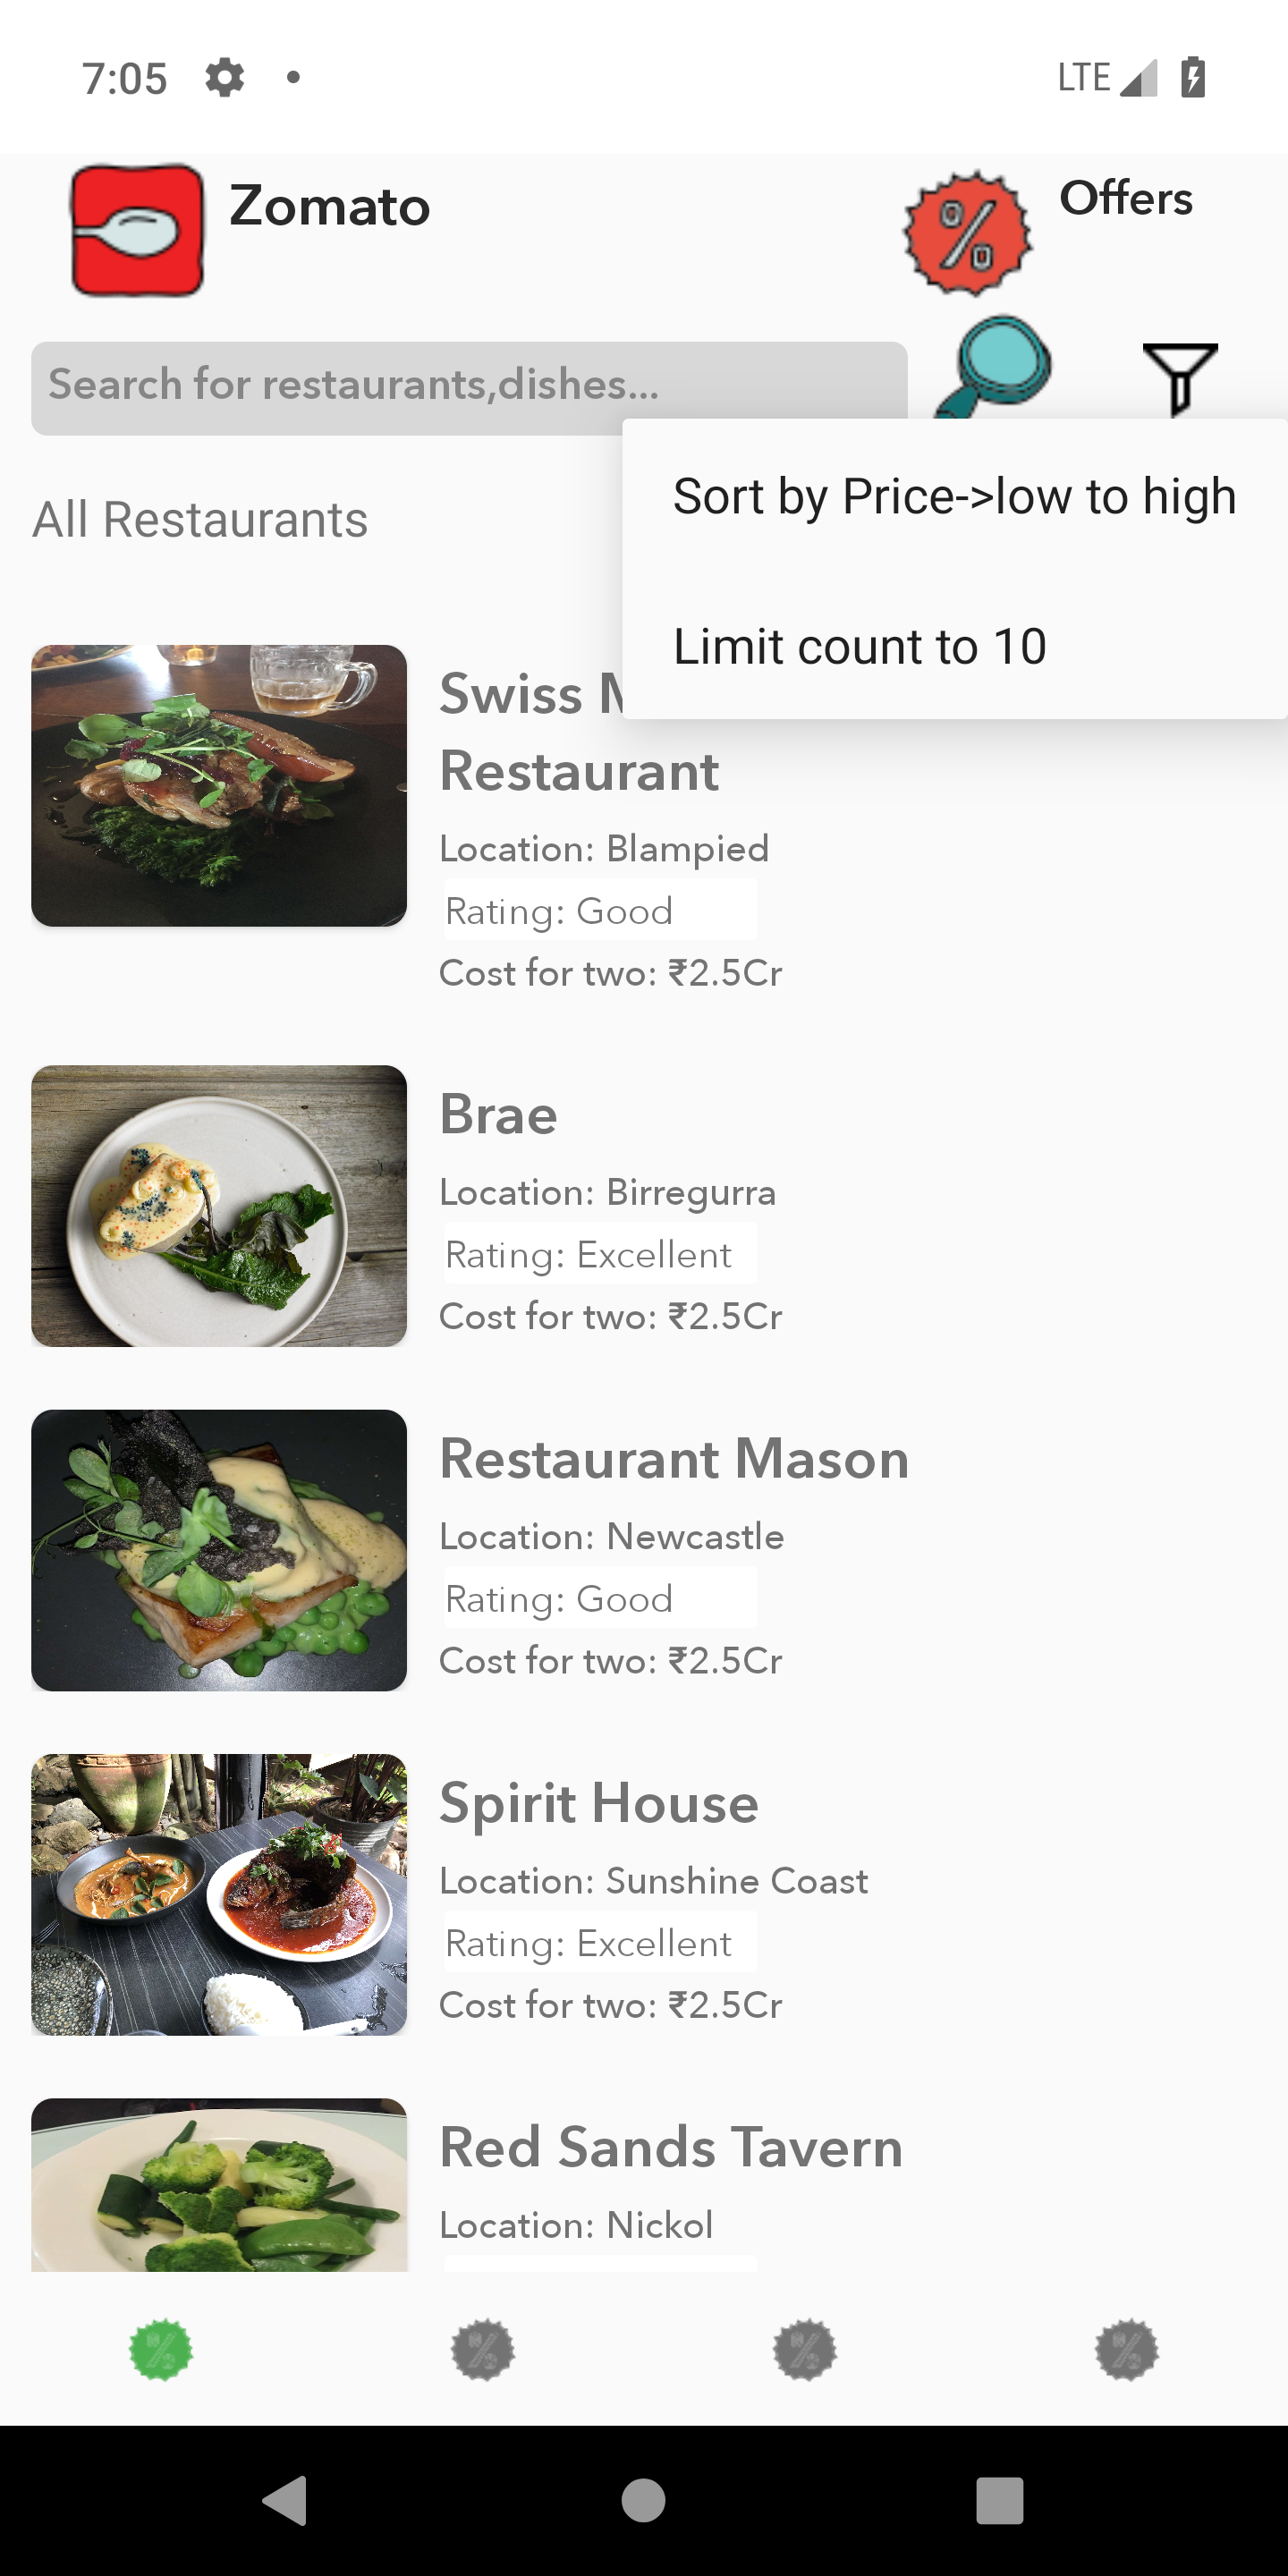 7:05
LTE
Zomato
Offers
Search for restaurants,dishes...
Sort by Price->low to high
All Restaurants
Limit count to 10
Swiss
Restaurant
Location: Blampied
Rating: Good
Cost for two: ₹2.5Cr
Brae
Location: Birregurra
Rating: Excellent
Cost for two: ₹2.5Cr
Restaurant Mason
Location: Newcastle
Rating: Good
Cost for two: ₹2.5Cr
Spirit House
Location: Sunshine Coast
Rating: Excellent
Cost for two: ₹2.5Cr
Red Sands Tavern
Location: Nickol